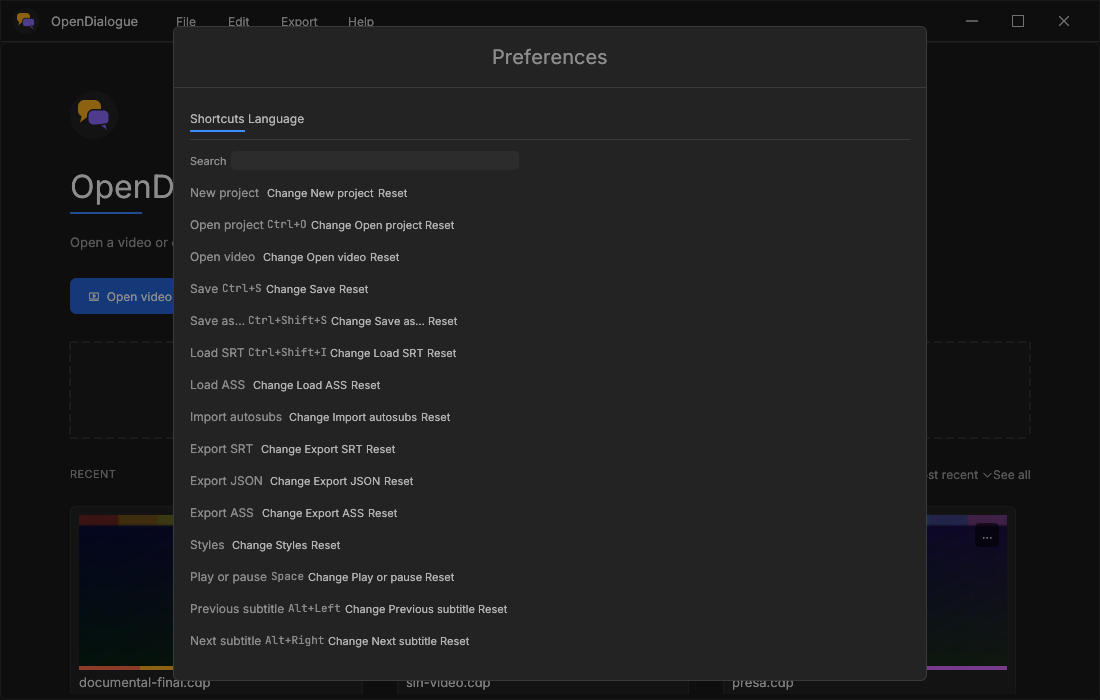 OpenDialogue File Edit Export Help
Preferences
Shortcuts Language
Search
New project Change New project Reset
Open project Ctrl+O Change Open project Reset
Open video Change Open video Reset
Save Ctrl+S Change Save Reset
Save as... Ctrl+Shift+S Change Save as... Reset
Load SRT Ctrl+Shift+I Change Load SRT Reset
Load ASS Change Load ASS Reset
Import autosubs Change Import autosubs Reset
Export SRT Change Export SRT Reset
Export JSON Change Export JSON Reset
Export ASS Change Export ASS Reset
Styles Change Styles Reset
Play or pause Space Change Play or pause Reset
Previous subtitle Alt+Left Change Previous subtitle Reset
Next subtitle Alt+Right Change Next subtitle Reset
OpenD
Open a video or
Open video
RECENT
st recent See all
...
documental-final.cdp
sin-video.cdp
presa.cdp